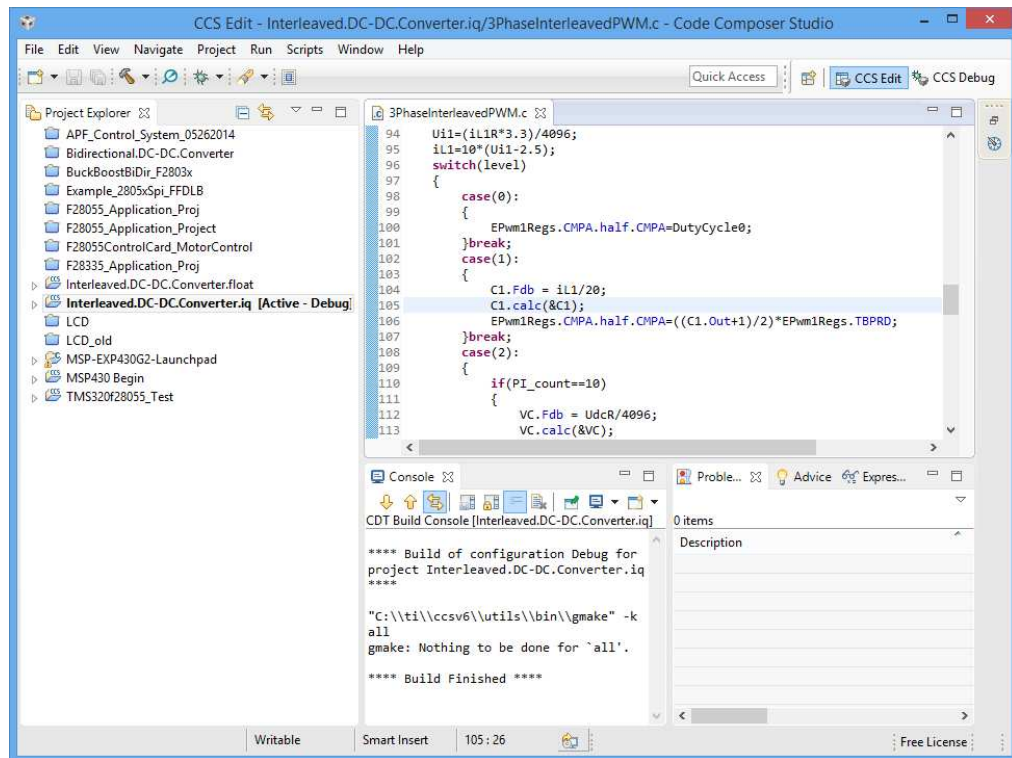 CCS Edit - Interleaved.DC-DC.Converter.iq/3PhaseInterleavedPWM.c - Code Composer Studio
File Edit View Navigate Project Run Scripts Window Help
Quick Access
CCS Edit
CCS Debug
Project Explorer
APF_Control_System_05262014
Bidirectional.DC-DC.Converter
BuckBoostBiDir_F2803x
Example_2805xSpi_FFDLB
F28055_Application_Proj
F28055_Application_Project
F28055ControlCard_MotorControl
F28335_Application_Proj
Interleaved.DC-DC.Converter.float
Interleaved.DC-DC.Converter.iq [Active - Debug]
LCD
LCD_old
MSP-EXP430G2-Launchpad
MSP430 Begin
TMS320f28055_Test
3PhaseInterleavedPWM.c
94 Ui1=(iL1R*3.3)/4096;
95 iL1=10*(Ui1-2.5);
96 switch(level)
97 {
98 case(0):
99 {
100 EPwm1Regs.CMPA.half.CMPA=DutyCycle0;
101 }break;
102 case(1):
103 {
104 C1.Fdb = iL1/20;
105 C1.calc(&C1);
106 EPwm1Regs.CMPA.half.CMPA=((C1.Out+1)/2)*EPwm1Regs.TBPRD;
107 }break;
108 case(2):
109 {
110 if(PI_count==10)
111 {
112 VC.Fdb = UdcR/4096;
113 VC.calc(&VC);
Console
CDT Build Console [Interleaved.DC-DC.Converter.iq]
**** Build of configuration Debug for
project Interleaved.DC-DC.Converter.iq
****
"C:\\ti\\ccsv6\\utils\\bin\\gmake" -k
all
gmake: Nothing to be done for `all'.
**** Build Finished ****
Proble...
Advice
Expres...
0 items
Description
Writable
Smart Insert
105 : 26
Free License